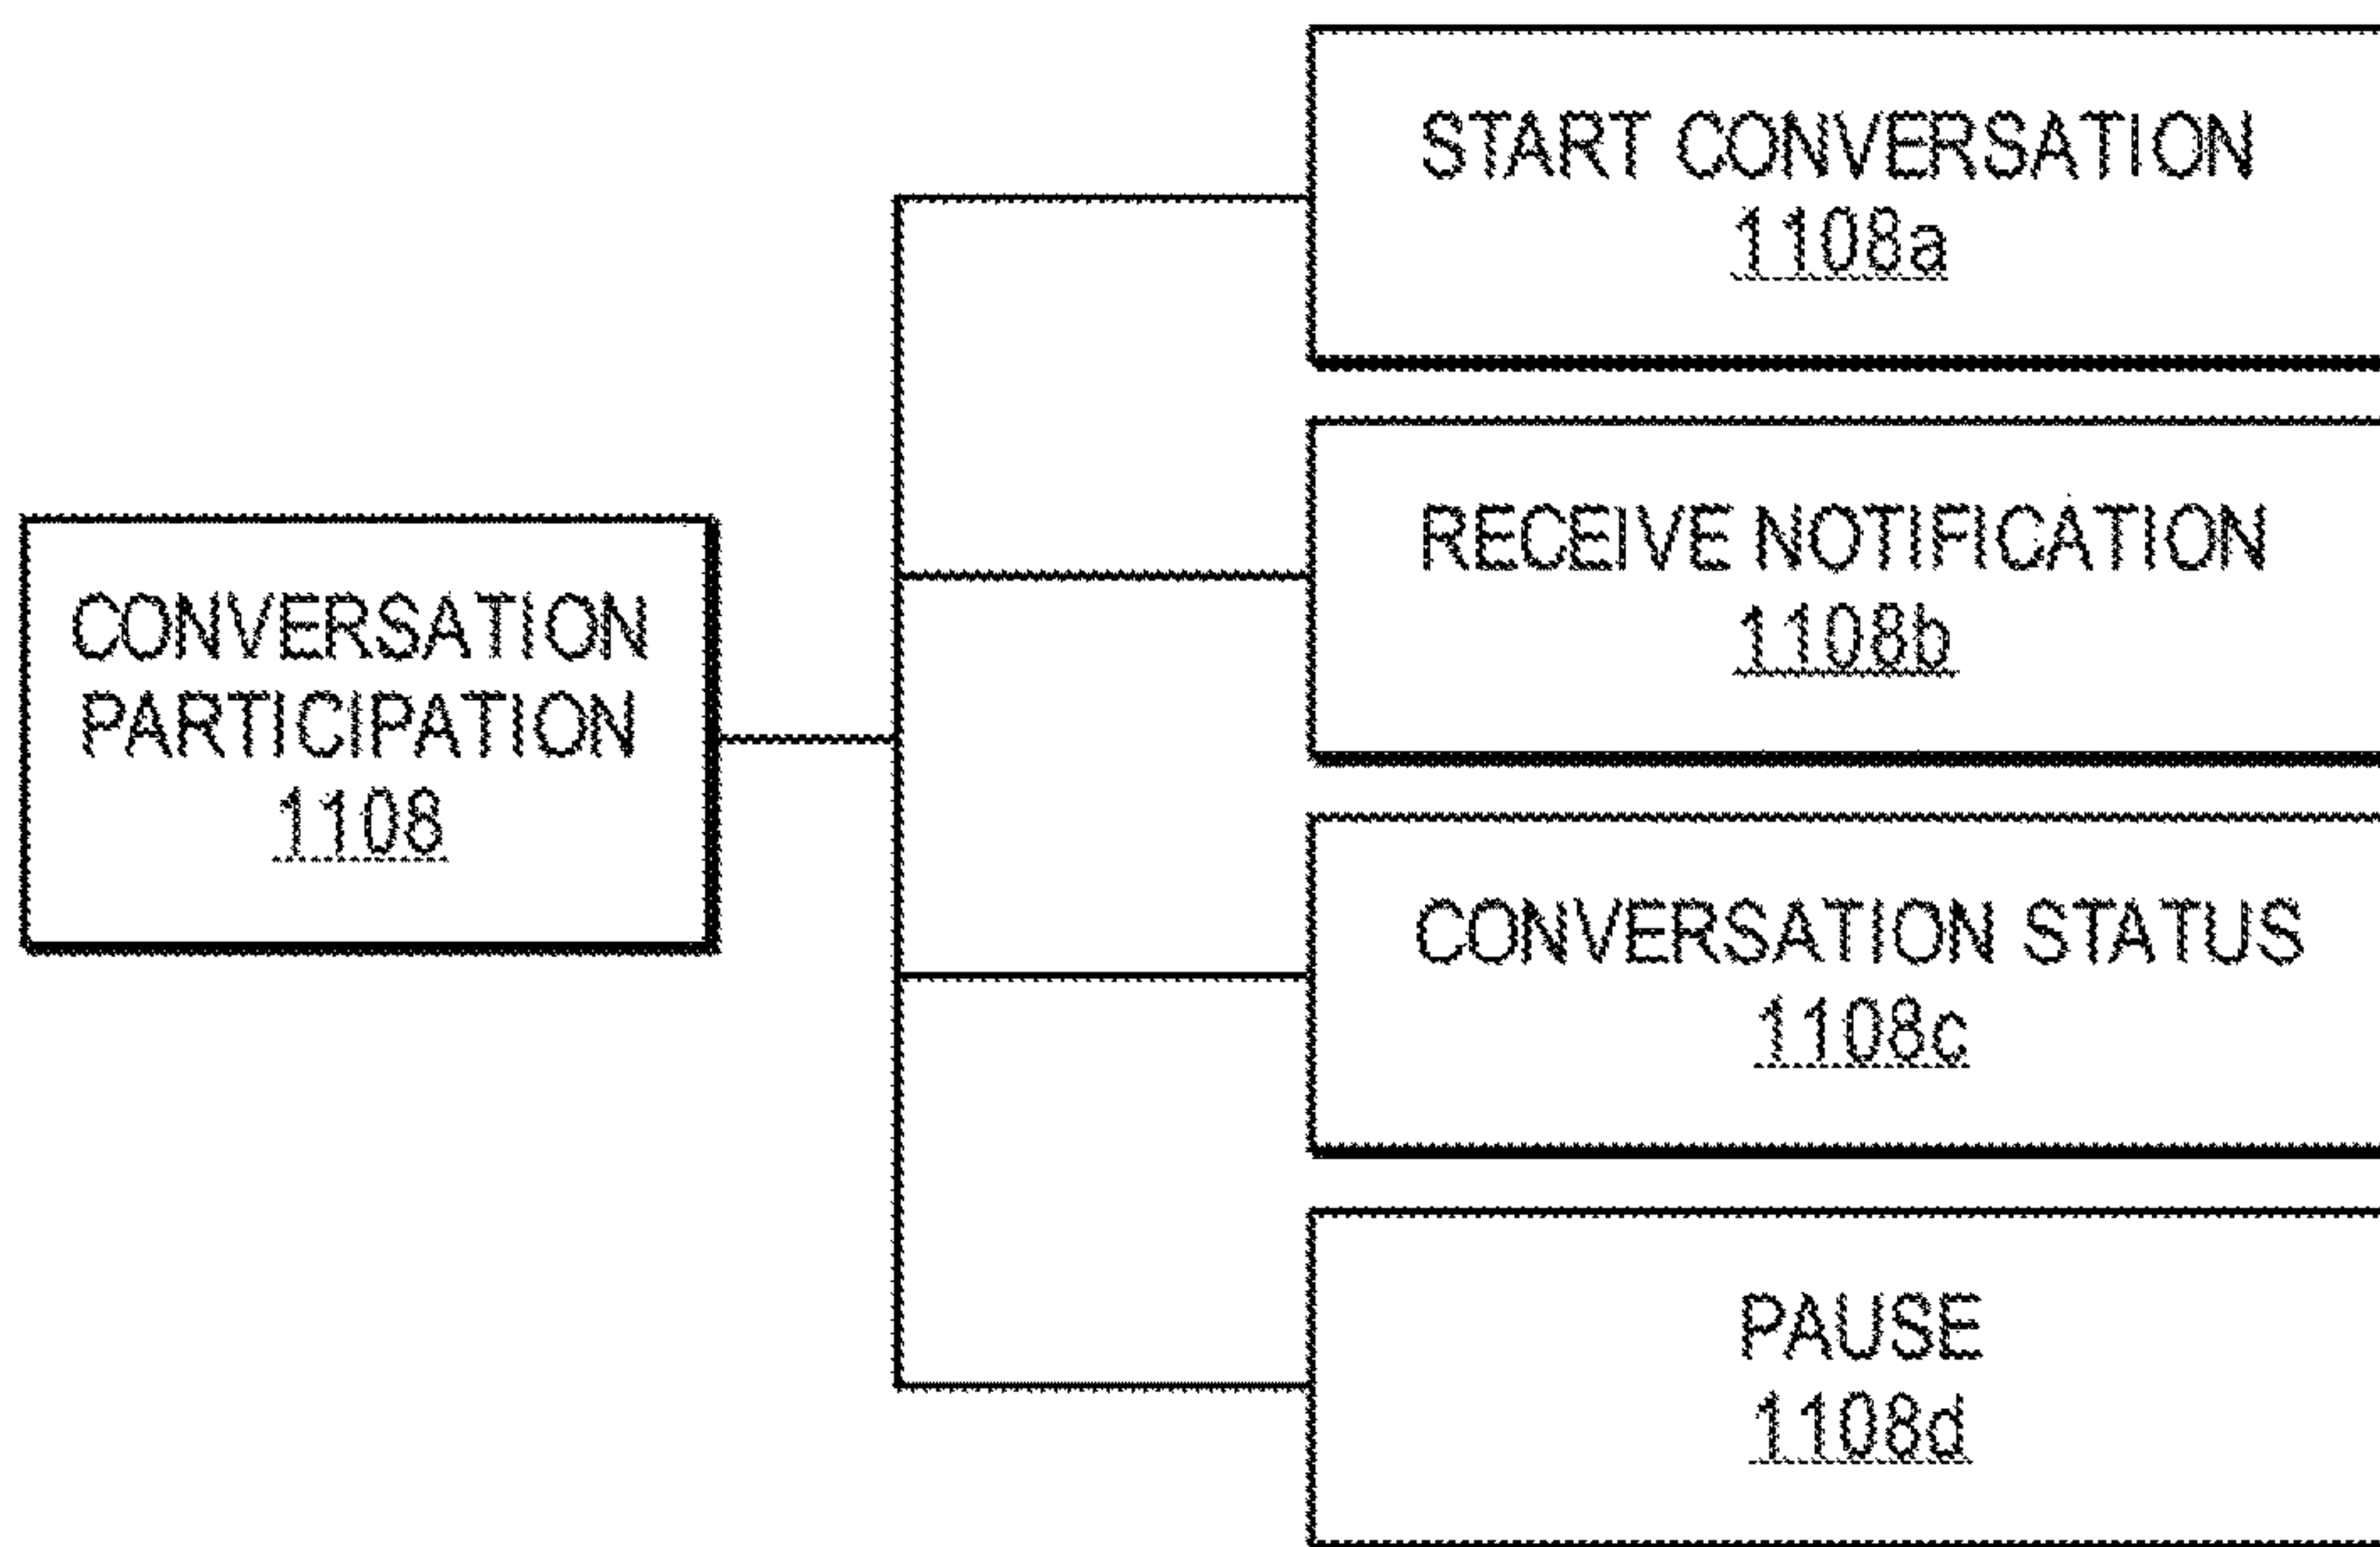 START CONVERSATION
1108a
RECEIVE NOTIFICATION
1108b
CONVERSATION
PARTICIPATION
1108
CONVERSATION STATUS
1108c
PAUSE
1108d